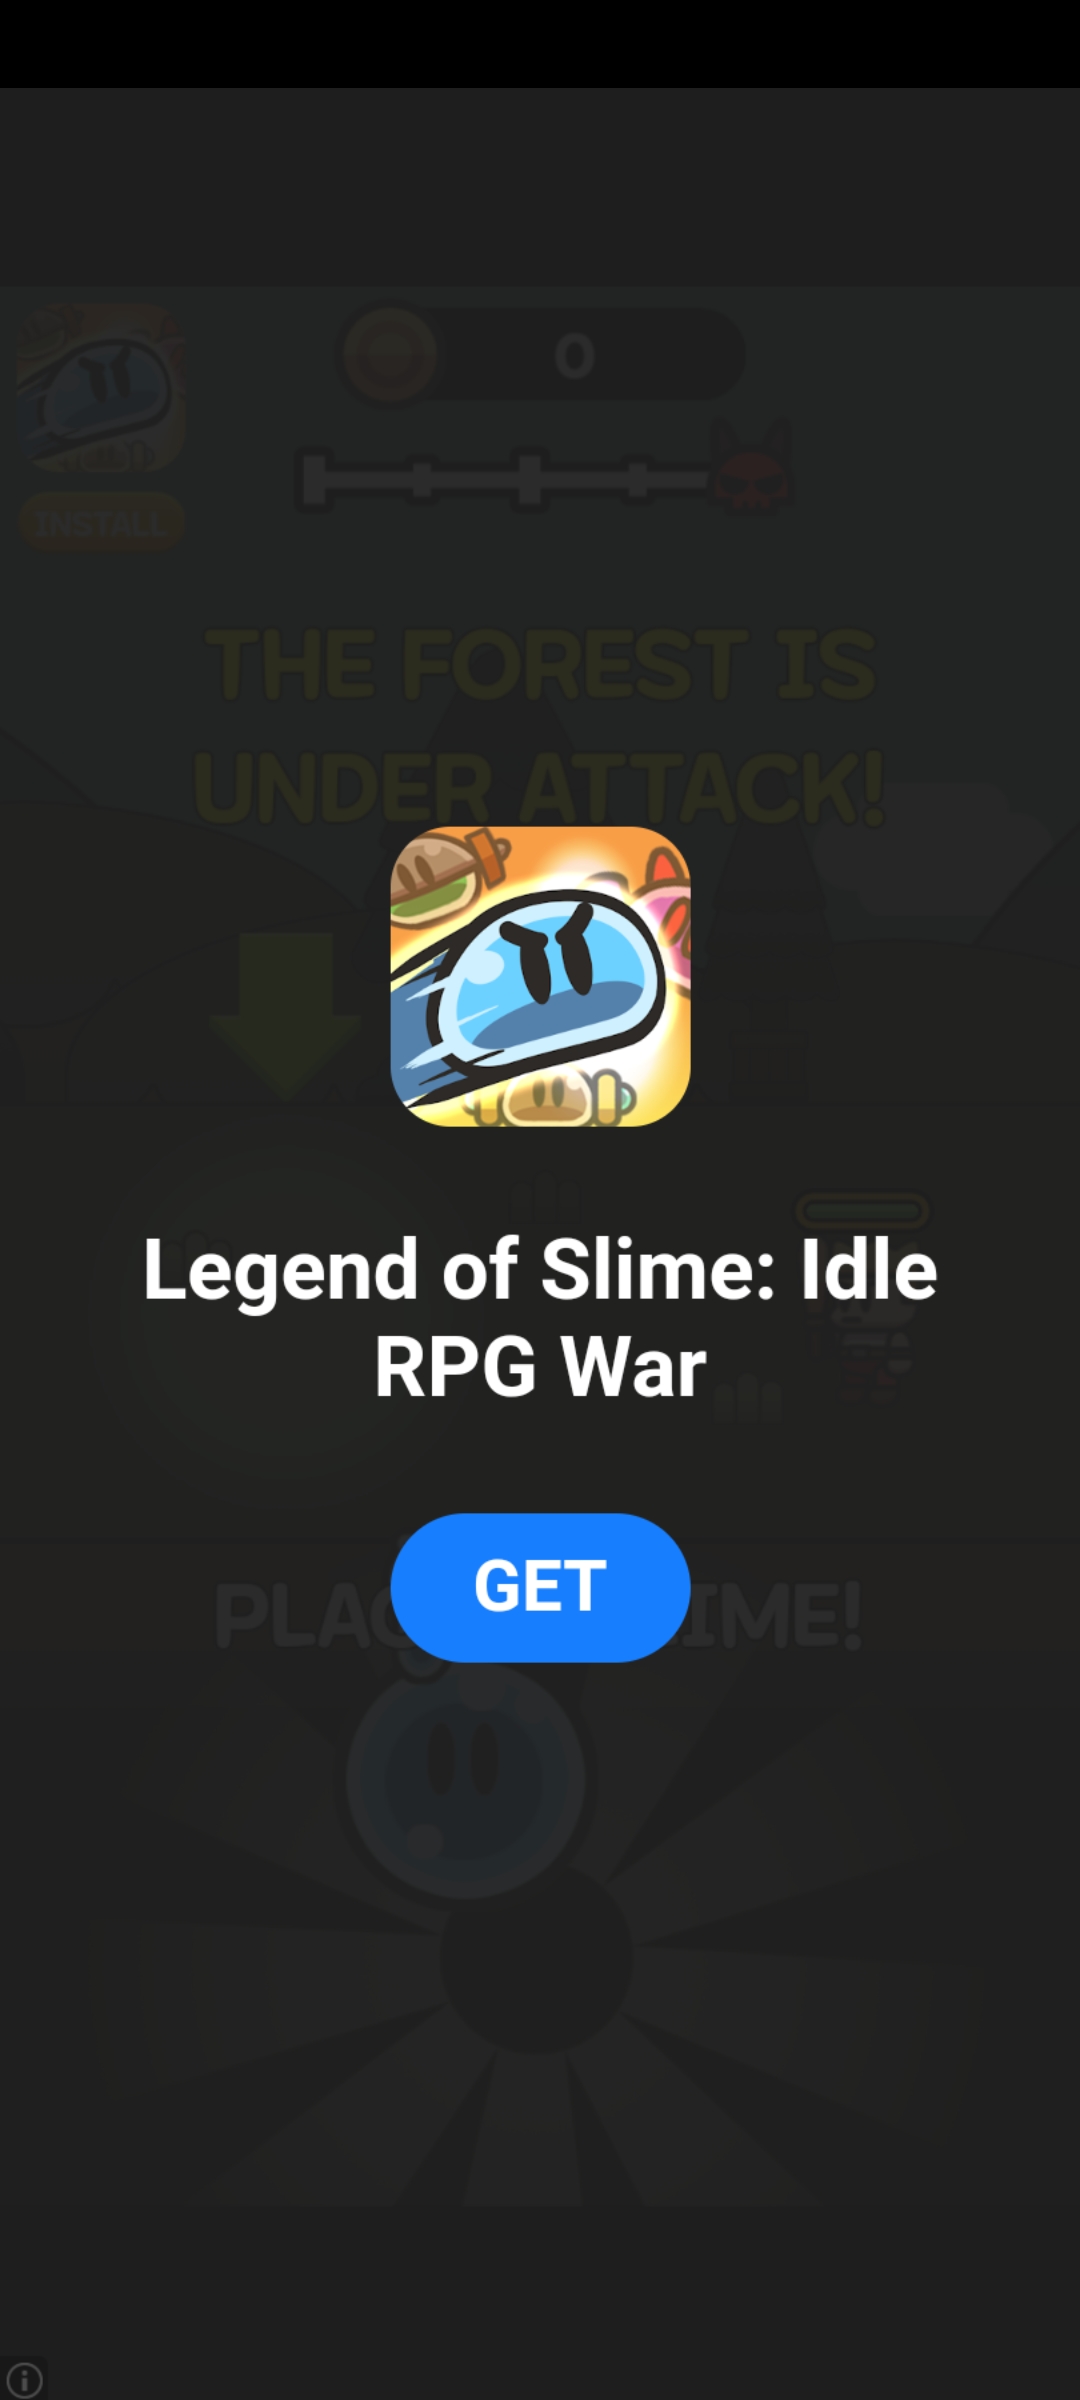 0
INSTALL
THE FOREST IS
UNDER ATTACK!
Legend of Slime: Idle
RPG War
GET